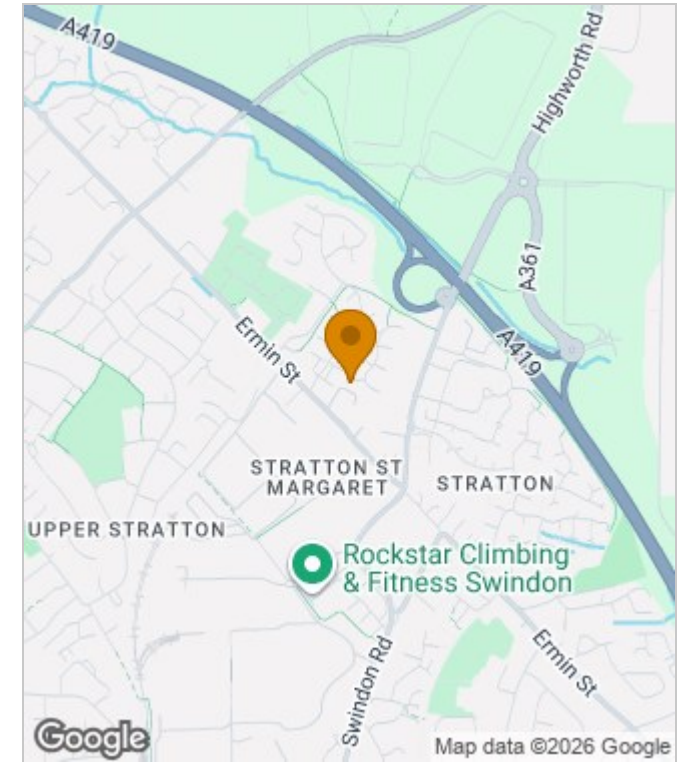 A419
Highworth Rd
A361
A419
Ermin St
STRATTON ST
MARGARET
STRATTON
UPPER STRATTON
Rockstar Climbing
& Fitness Swindon
Swindon Rd
Ermin St
Google
Map data ©2026 Google